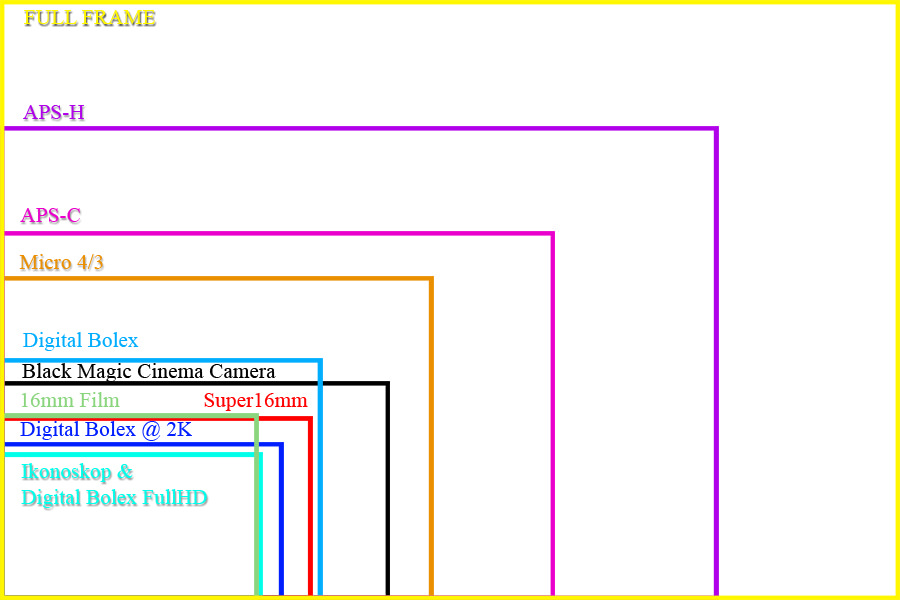 FULL FRAME
APS-H
APS-C
Micro 4/3
Digital Bolex
Black Magic Cinema Camera
16mm Film
Super16mm
Digital Bolex @ 2K
Ikonoskop &
Digital Bolex FullHD